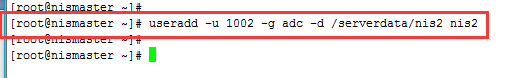 [root@nismaster ~]#
[root@nismaster ~]# useradd -u 1002 -g adc -d /serverdata/nis2 nis2
[root@nismaster ~]#
[root@nismaster ~]#